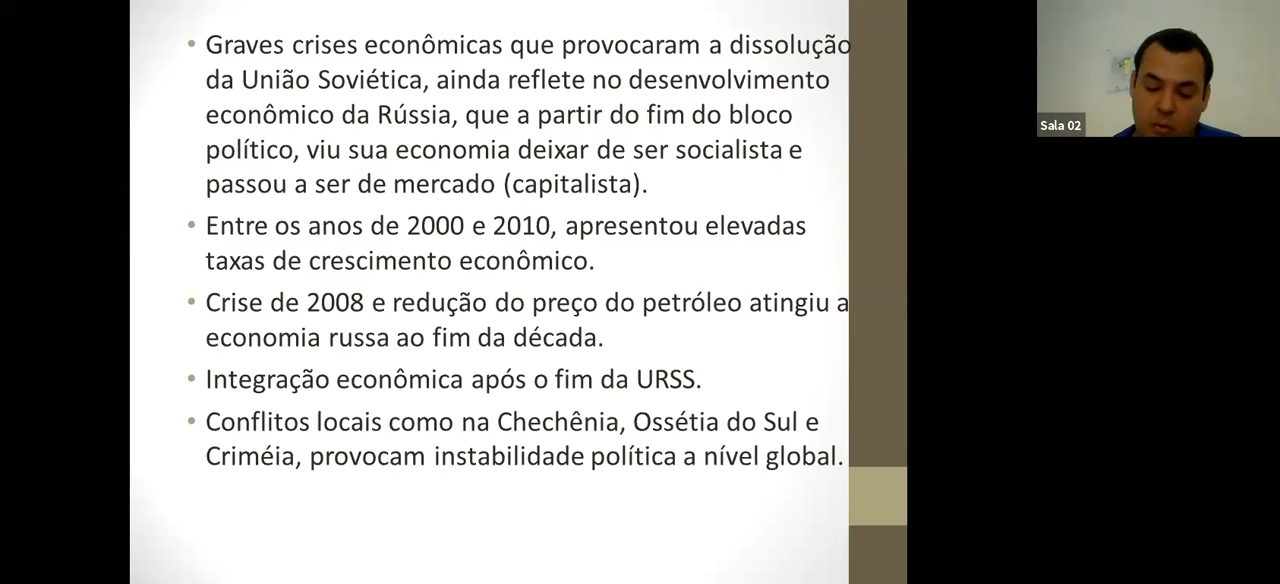 Graves crises econômicas que provocaram a dissolução
da União Soviética, ainda reflete no desenvolvimento
econômico da Rússia, que a partir do fim do bloco
político, viu sua economia deixar de ser socialista e
passou a ser de mercado (capitalista).
Entre os anos de 2000 e 2010, apresentou elevadas
taxas de crescimento econômico.
Crise de 2008 e redução do preço do petróleo atingiu a
economia russa ao fim da década.
Integração econômica após o fim da URSS.
Conflitos locais como na Chechênia, Ossétia do Sul e
Criméia, provocam instabilidade política a nível global.
Sala 02